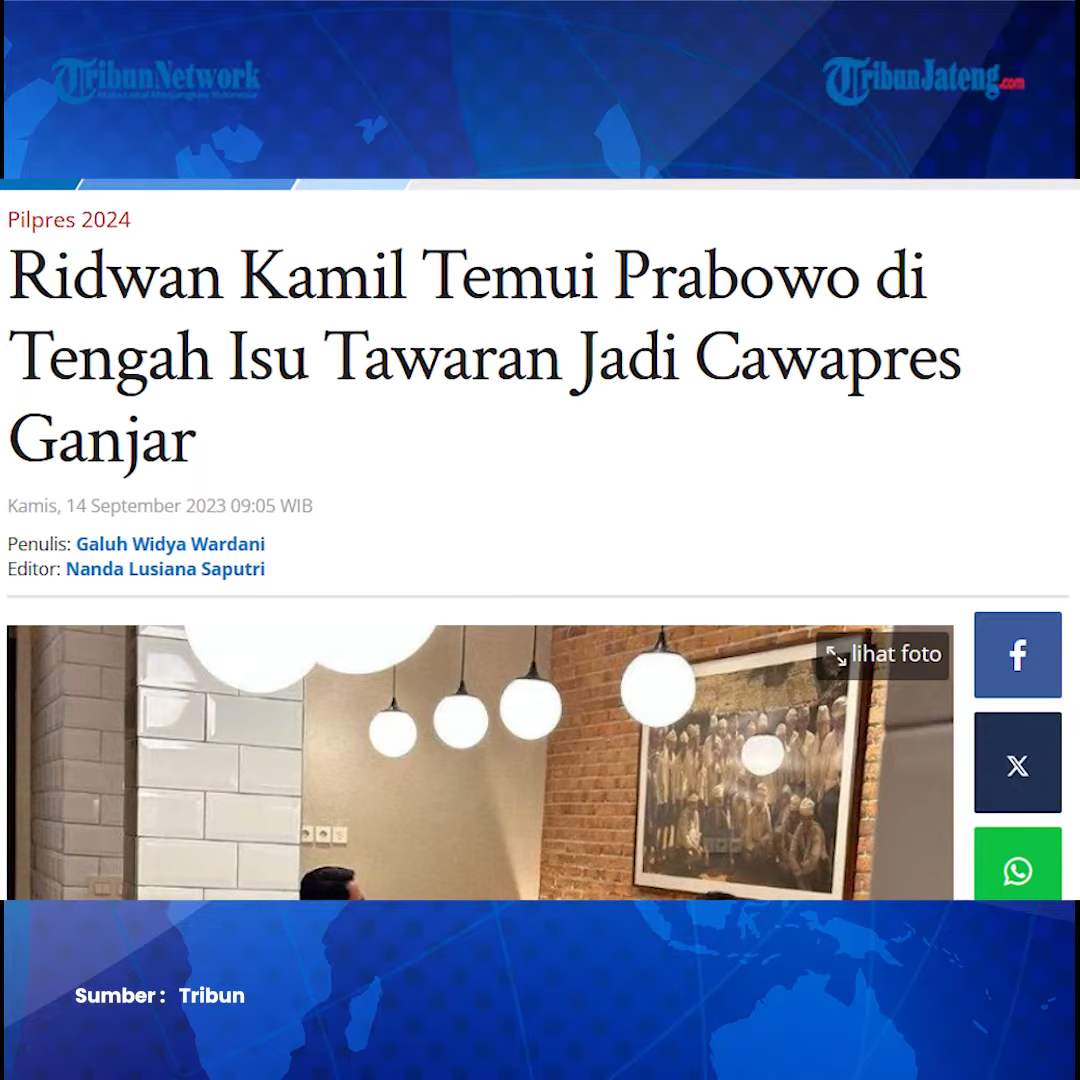 TribunNetwork
TribunJateng.com
Pilpres 2024
Ridwan Kamil Temui Prabowo di
Tengah Isu Tawaran Jadi Cawapres
Ganjar
Kamis, 14 September 2023 09:05 WIB
Penulis: Galuh Widya Wardani
Editor: Nanda Lusiana Saputri
lihat foto
Sumber : Tribun